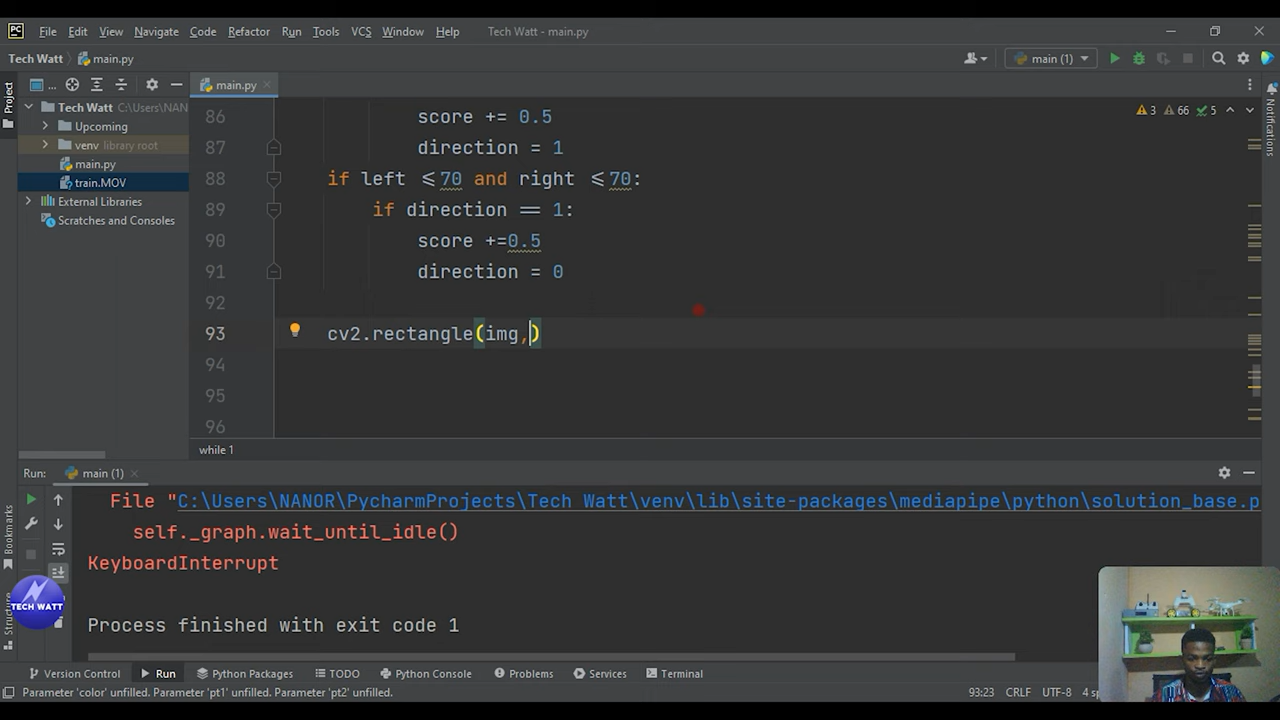 PC File Edit View Navigate Code Refactor Run Tools VCS Window Help Tech Watt - main.py
Tech Watt main.py main (1)
Project
...
main.py
Tech Watt C:\Users\NAN
Upcoming
venv library root
main.py
train.MOV
External Libraries
Scratches and Consoles
3 66 5
Notifications
86 score += 0.5
87 direction = 1
88 if left <=70 and right <=70:
89 if direction == 1:
90 score +=0.5
91 direction = 0
92
93 cv2.rectangle(img,)
94
95
96
while 1
Run: main (1)
File "C:\Users\NANOR\PycharmProjects\Tech Watt\venv\lib\site-packages\mediapipe\python\solution_base.p
self._graph.wait_until_idle()
KeyboardInterrupt
Process finished with exit code 1
Bookmarks
TECH WATT
Version Control Run Python Packages TODO Python Console Problems Services Terminal
Parameter 'color' unfilled. Parameter 'pt1' unfilled. Parameter 'pt2' unfilled. 93:23 CRLF UTF-8